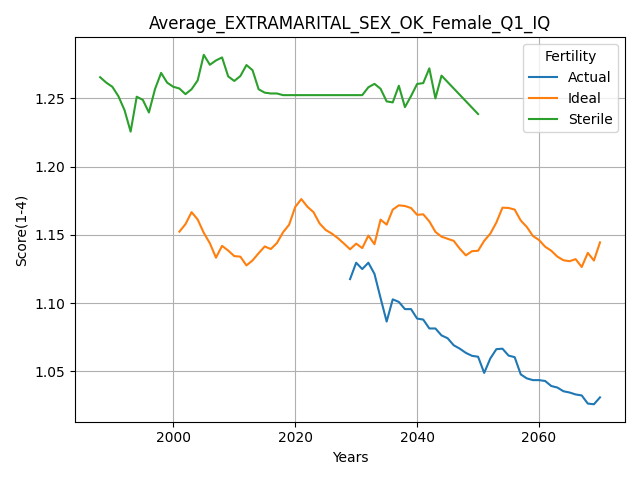 Average_EXTRAMARITAL_SEX_OK_Female_Q1_IQ
Fertility
Actual
Ideal
Sterile
Score(1-4)
1.25
1.20
1.15
1.10
1.05
2000
2020
2040
2060
Years